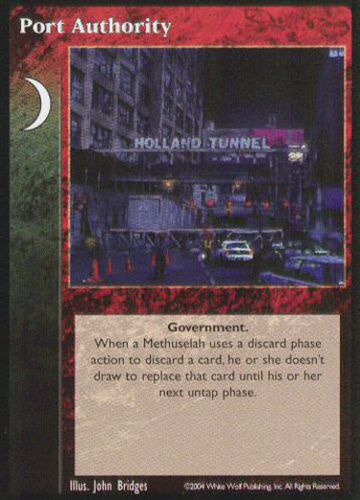 Port Authority
HOLLAND TUNNEL
Government.
When a Methuselah uses a discard phase
action to discard a card, he or she doesn't
draw to replace that card until his or her
next untap phase.
Illus. John Bridges
©2004 White Wolf Publishing, Inc. All Rights Reserved.